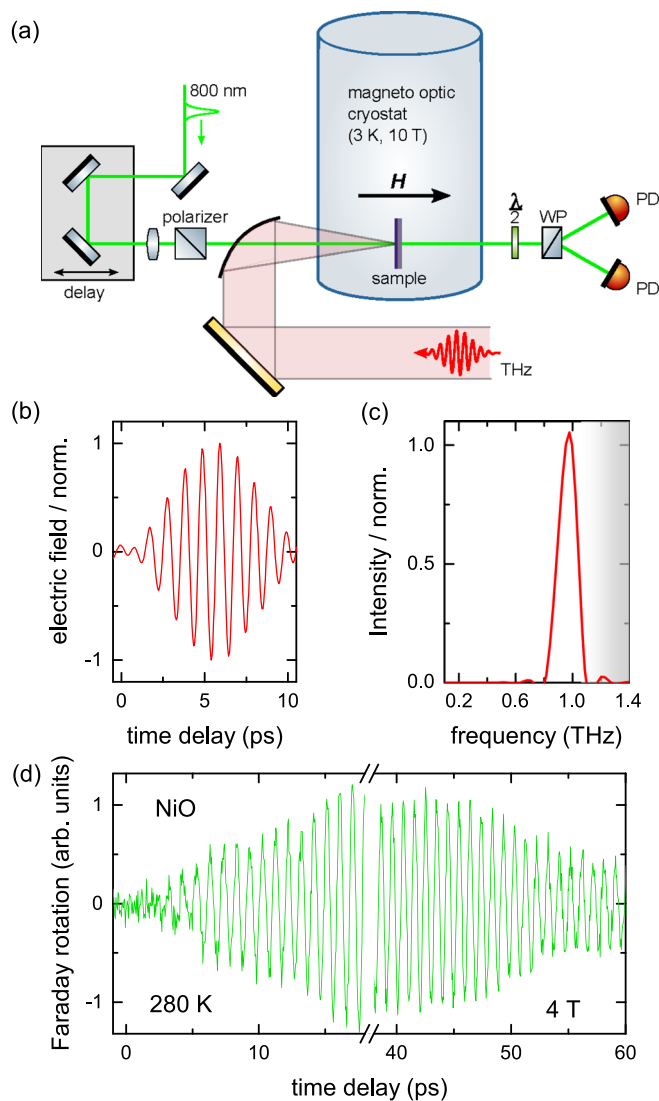 (a)
800 nm
magneto optic
cryostat
(3 K, 10 T)
H
polarizer
λ
2
WP
PD
delay
sample
PD
THz
(b)
(c)
electric field / norm.
1
0
-1
0
5
10
time delay (ps)
Intensity / norm.
1.0
0.5
0.0
0.2
0.6
1.0
1.4
frequency (THz)
(d)
Faraday rotation (arb. units)
NiO
1
0
-1
280 K
4 T
0
10
40
50
60
time delay (ps)